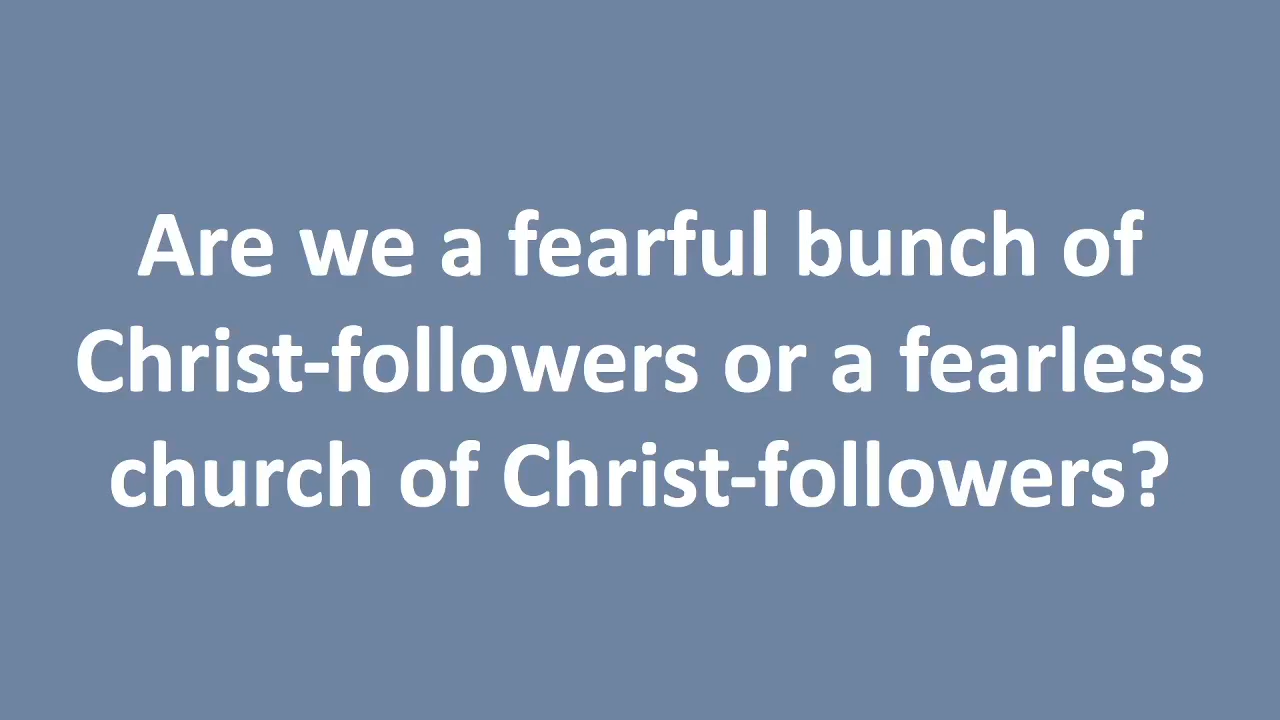 Are we a fearful bunch of
Christ-followers or a fearless
church of Christ-followers?